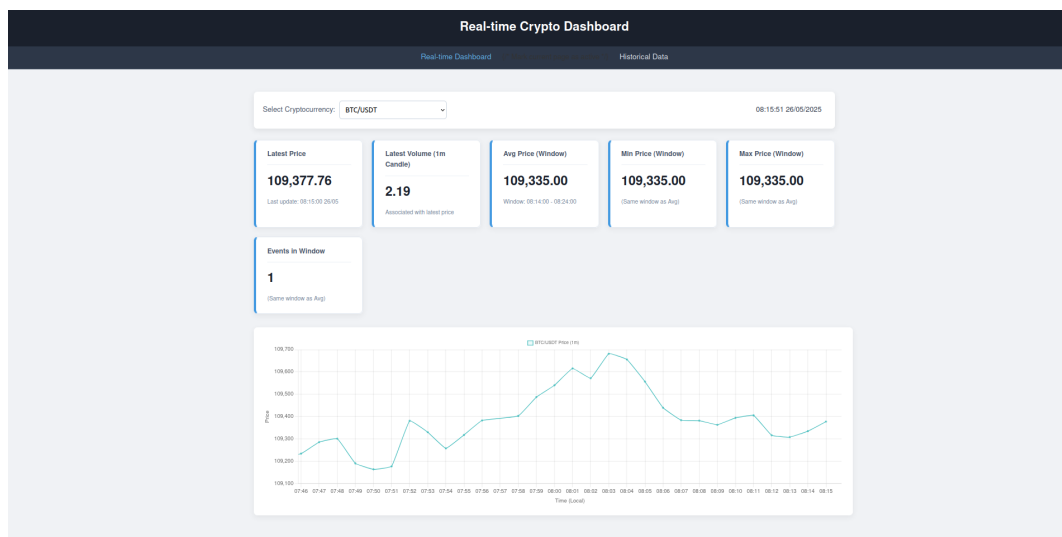 Real-time Crypto Dashboard
Real-time Dashboard
Historical Data
Select Cryptocurrency: BTC/USDT 08:15:51 26/05/2025
Latest Price
109,377.76
Last update: 08:15:00 26/05
Latest Volume (1m
Candle)
2.19
Associated with latest price
Avg Price (Window)
109,335.00
Window: 08:14:00 - 08:24:00
Min Price (Window)
109,335.00
(Same window as Avg)
Max Price (Window)
109,335.00
(Same window as Avg)
Events in Window
1
(Same window as Avg)
BTC/USDT Price (1m)
Price
109,700
109,600
109,500
109,400
109,300
109,200
109,100
07:46 07:47 07:48 07:49 07:50 07:51 07:52 07:53 07:54 07:55 07:56 07:57 07:58 07:59 08:00 08:01 08:02 08:03 08:04 08:05 08:06 08:07 08:08 08:09 08:10 08:11 08:12 08:13 08:14 08:15
Time (Local)